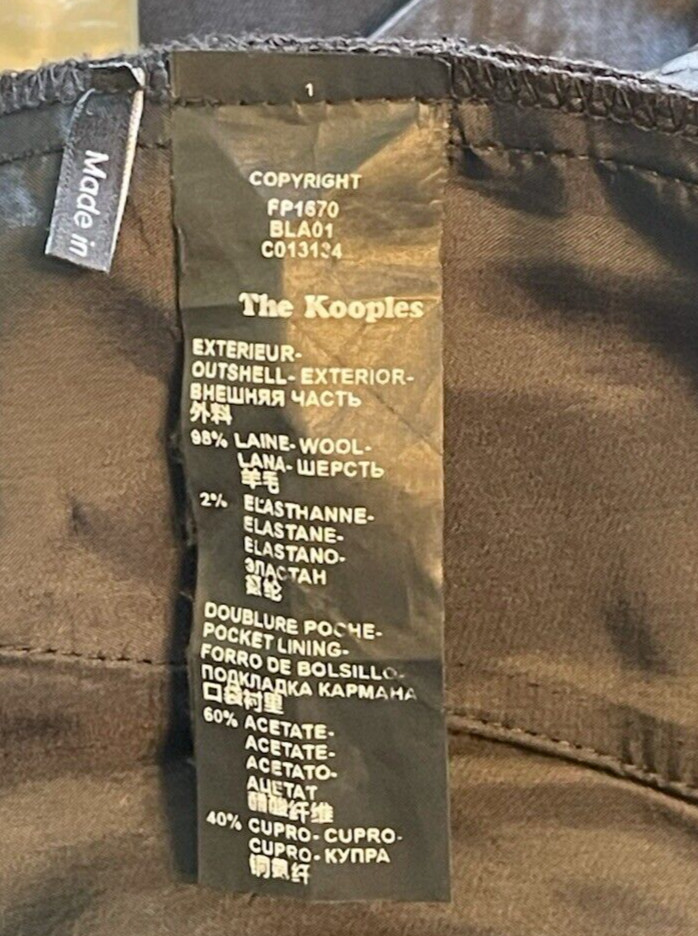 1
Made in
COPYRIGHT
FP1670
BLA01
C013134
The Kooples
EXTERIEUR-
OUTSHELL- EXTERIOR-
ВНЕШНЯЯ ЧАСТЬ
外料
98% LAINE- WOOL-
LANA- ШЕРСТЬ
羊毛
2% ELASTHANNE-
ELASTANE-
ELASTANO-
ЭЛАСТАН
氨纶
DOUBLURE POCHE-
POCKET LINING-
FORRO DE BOLSILLO-
ПОДКЛАДКА КАРМАНА
口袋衬里
60% ACETATE-
ACETATE-
ACETATO-
АЦЕТАТ
醋酸纤维
40% CUPRO- CUPRO-
CUPRO- КУПРА
铜氨纤